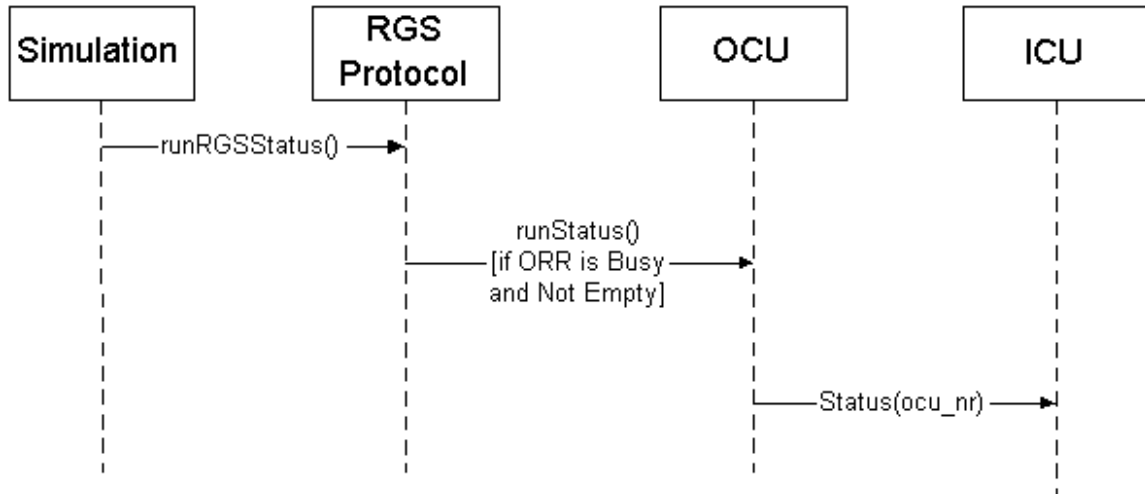 Simulation
RGS
Protocol
OCU
ICU
runRGSStatus()
runStatus()
[if ORR is Busy
and Not Empty]
Status(ocu_nr)